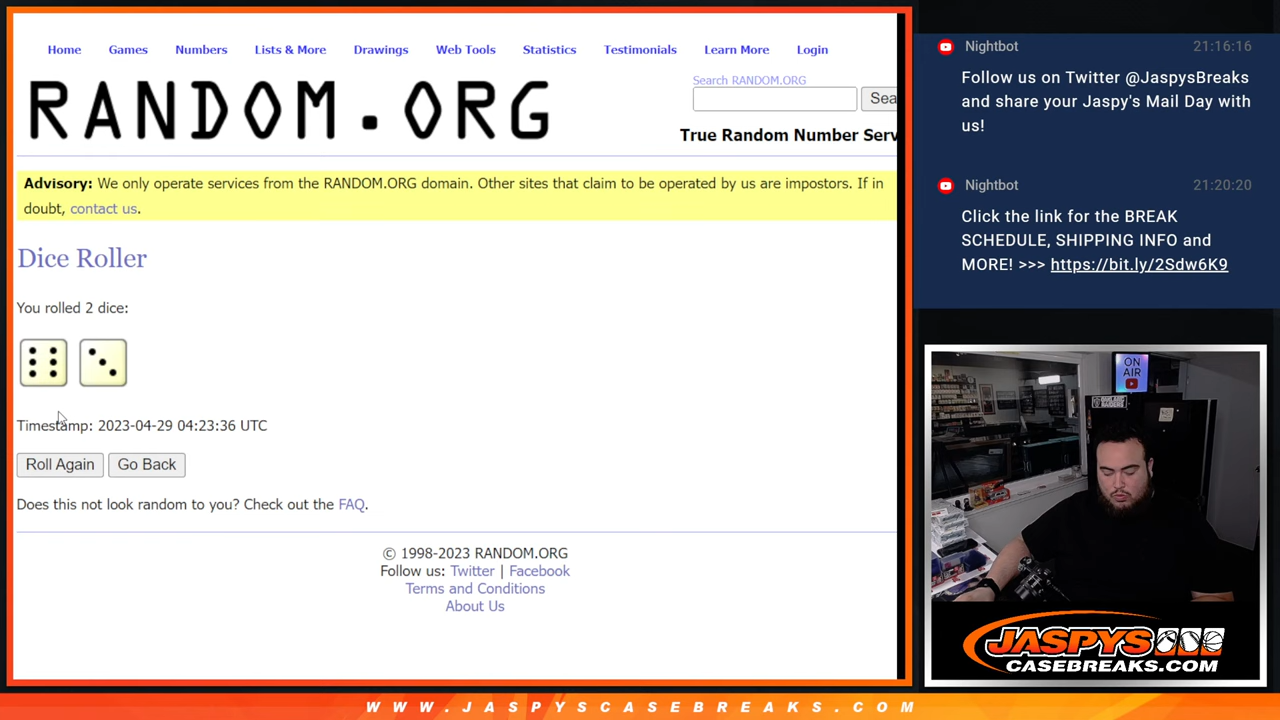 Home Games Numbers Lists & More Drawings Web Tools Statistics Testimonials Learn More Login
RANDOM.ORG
Search RANDOM.ORG
Sea
True Random Number Serv
Advisory: We only operate services from the RANDOM.ORG domain. Other sites that claim to be operated by us are impostors. If in
doubt, contact us.
Dice Roller
You rolled 2 dice:
Timestamp: 2023-04-29 04:23:36 UTC
Roll Again Go Back
Does this not look random to you? Check out the FAQ.
© 1998-2023 RANDOM.ORG
Follow us: Twitter | Facebook
Terms and Conditions
About Us
Nightbot 21:16:16
Follow us on Twitter @JaspysBreaks
and share your Jaspy's Mail Day with
us!
Nightbot 21:20:20
Click the link for the BREAK
SCHEDULE, SHIPPING INFO and
MORE! >>> https://bit.ly/2Sdw6K9
ON
AIR
JASPYS
CASEBREAKS.COM
WWW.JASPYSCASEBREAKS.COM